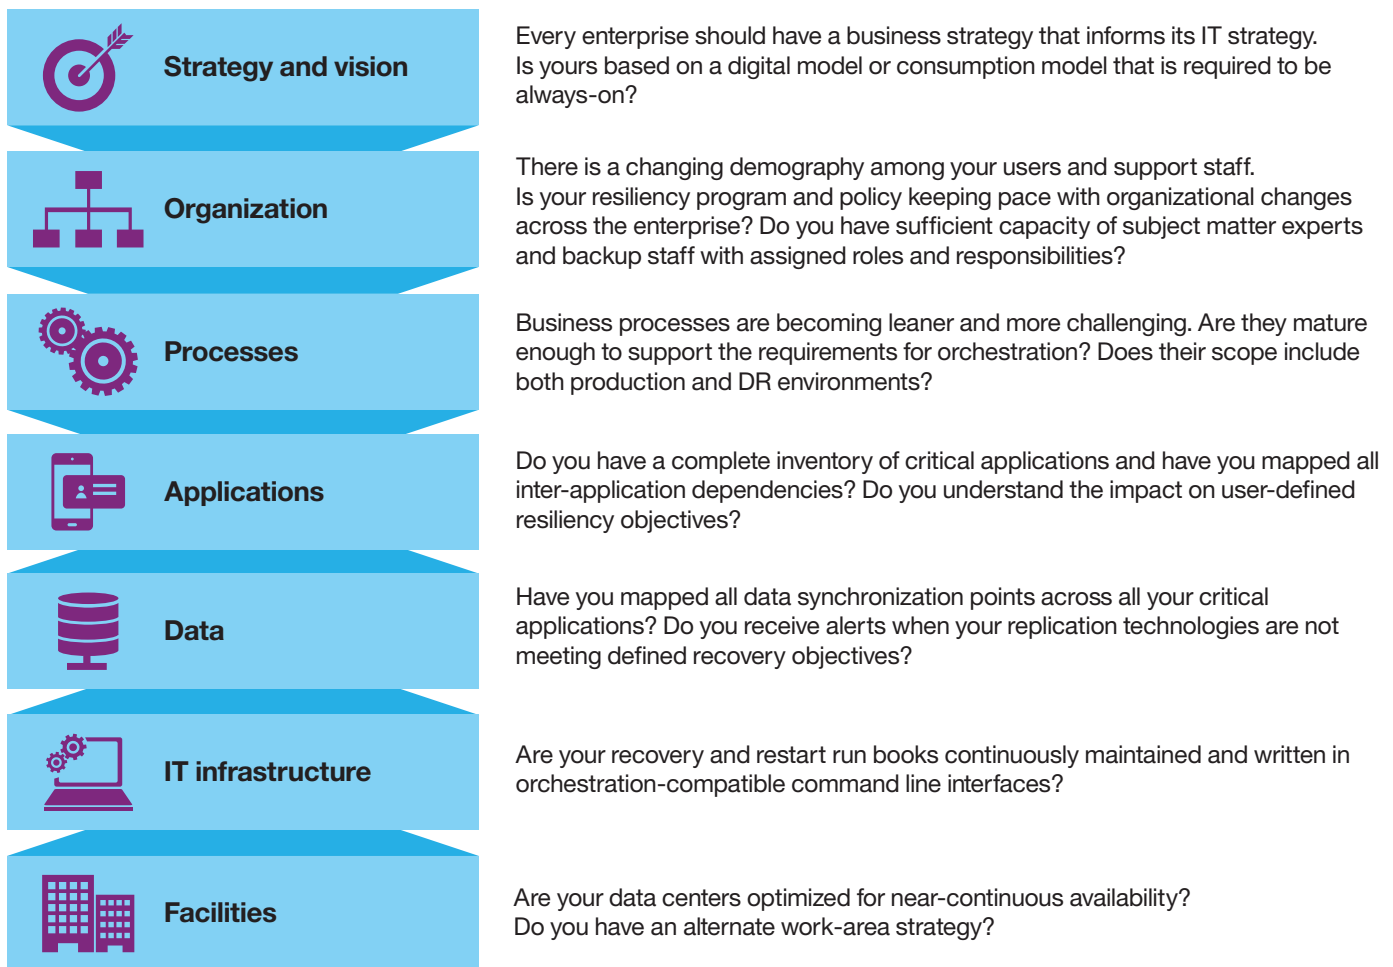 Strategy and vision
Every enterprise should have a business strategy that informs its IT strategy.
Is yours based on a digital model or consumption model that is required to be
always-on?
Organization
There is a changing demography among your users and support staff.
Is your resiliency program and policy keeping pace with organizational changes
across the enterprise? Do you have sufficient capacity of subject matter experts
and backup staff with assigned roles and responsibilities?
Processes
Business processes are becoming leaner and more challenging. Are they mature
enough to support the requirements for orchestration? Does their scope include
both production and DR environments?
Applications
Do you have a complete inventory of critical applications and have you mapped all
inter-application dependencies? Do you understand the impact on user-defined
resiliency objectives?
Data
Have you mapped all data synchronization points across all your critical
applications? Do you receive alerts when your replication technologies are not
meeting defined recovery objectives?
IT infrastructure
Are your recovery and restart run books continuously maintained and written in
orchestration-compatible command line interfaces?
Facilities
Are your data centers optimized for near-continuous availability?
Do you have an alternate work-area strategy?